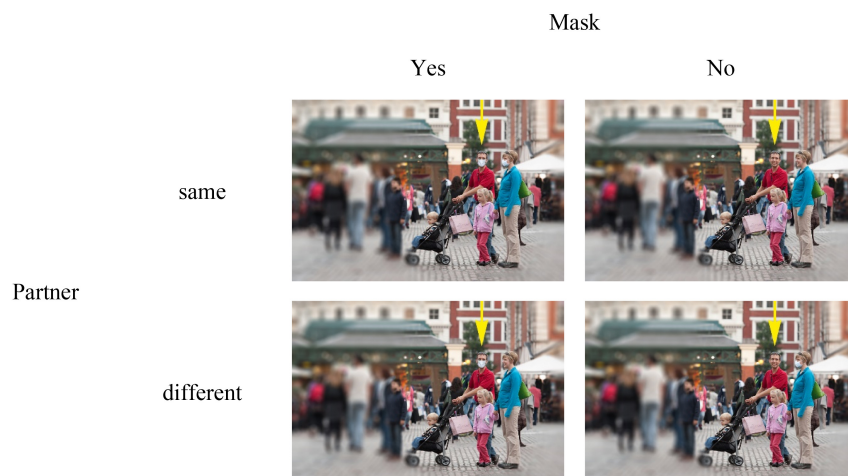 Mask
Yes
No
same
Partner
different